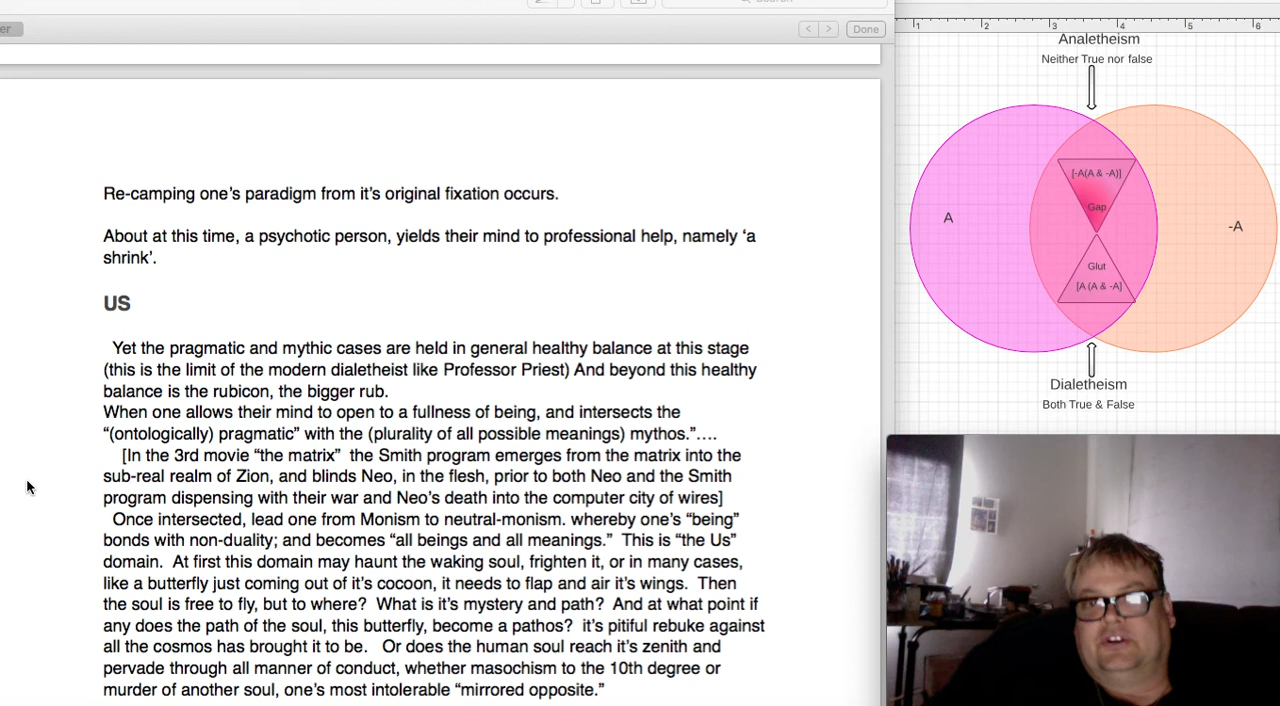 er
Search
< > Done
Re-camping one’s paradigm from it’s original fixation occurs.
About at this time, a psychotic person, yields their mind to professional help, namely ‘a
shrink’.
US
Yet the pragmatic and mythic cases are held in general healthy balance at this stage
(this is the limit of the modern dialetheist like Professor Priest) And beyond this healthy
balance is the rubicon, the bigger rub.
When one allows their mind to open to a fullness of being, and intersects the
“(ontologically) pragmatic” with the (plurality of all possible meanings) mythos.”….
[In the 3rd movie “the matrix” the Smith program emerges from the matrix into the
sub-real realm of Zion, and blinds Neo, in the flesh, prior to both Neo and the Smith
program dispensing with their war and Neo’s death into the computer city of wires]
Once intersected, lead one from Monism to neutral-monism. whereby one’s “being”
bonds with non-duality; and becomes “all beings and all meanings.” This is “the Us”
domain. At first this domain may haunt the waking soul, frighten it, or in many cases,
like a butterfly just coming out of it’s cocoon, it needs to flap and air it’s wings. Then
the soul is free to fly, but to where? What is it’s mystery and path? And at what point if
any does the path of the soul, this butterfly, become a pathos? it’s pitiful rebuke against
all the cosmos has brought it to be. Or does the human soul reach it’s zenith and
pervade through all manner of conduct, whether masochism to the 10th degree or
murder of another soul, one’s most intolerable “mirrored opposite.”
1 2 3 4 5 6
Analetheism
Neither True nor false
[-A(A & -A)]
Gap
A
-A
Glut
[A (A & -A]
Dialetheism
Both True & False